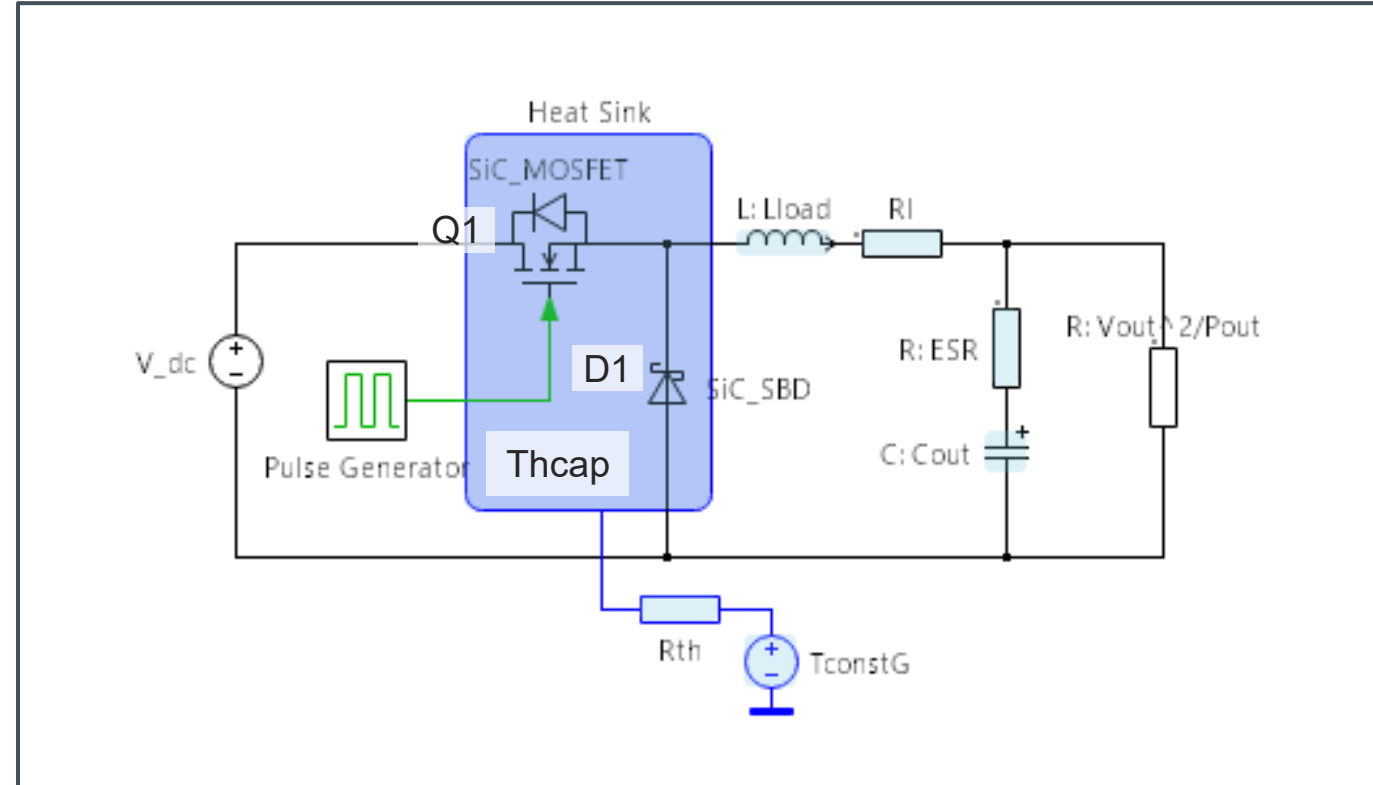 Heat Sink
SiC_MOSFET
Q1
L: Lload
Rl
V_dc
D1
SiC_SBD
R: ESR
R: Vout^2/Pout
Pulse Generator
Thcap
C: Cout
Rth
TconstG